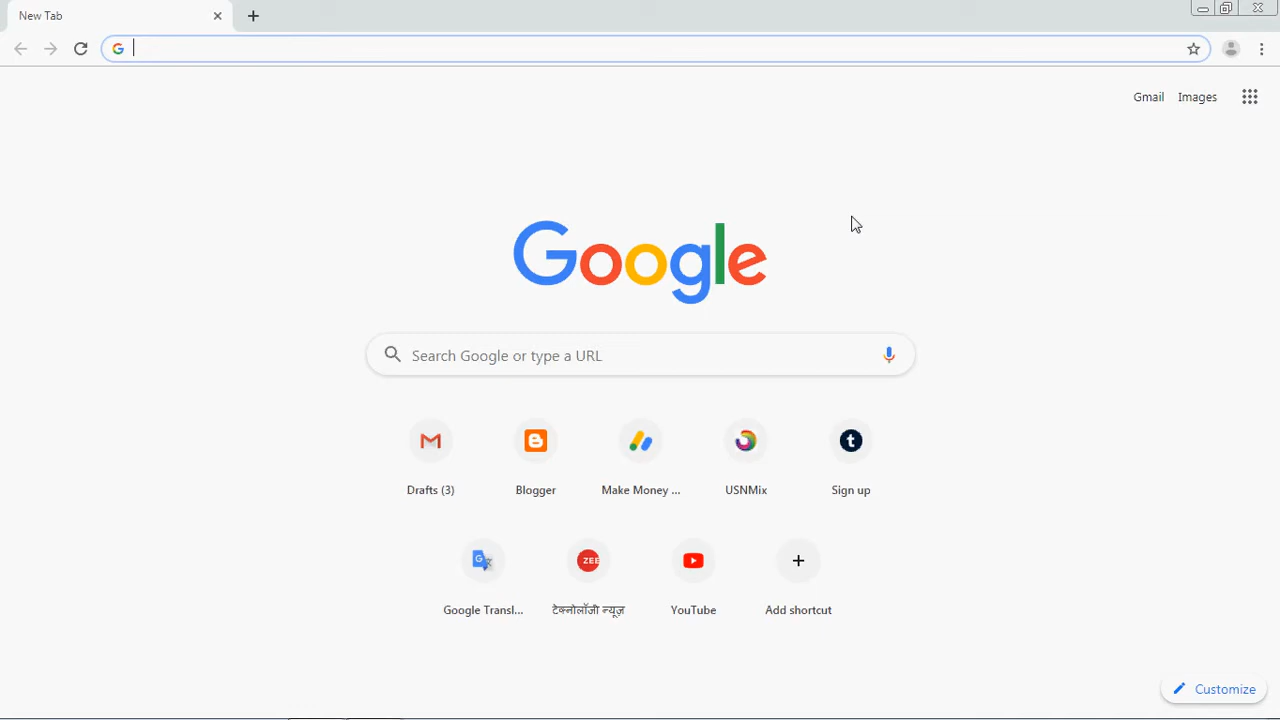 New Tab
Gmail Images
Google
Search Google or type a URL
Drafts (3)
Blogger
Make Money ...
USNMix
Sign up
ZEE
Google Transl...
टेक्नोलॉजी न्यूज़
YouTube
Add shortcut
Customize